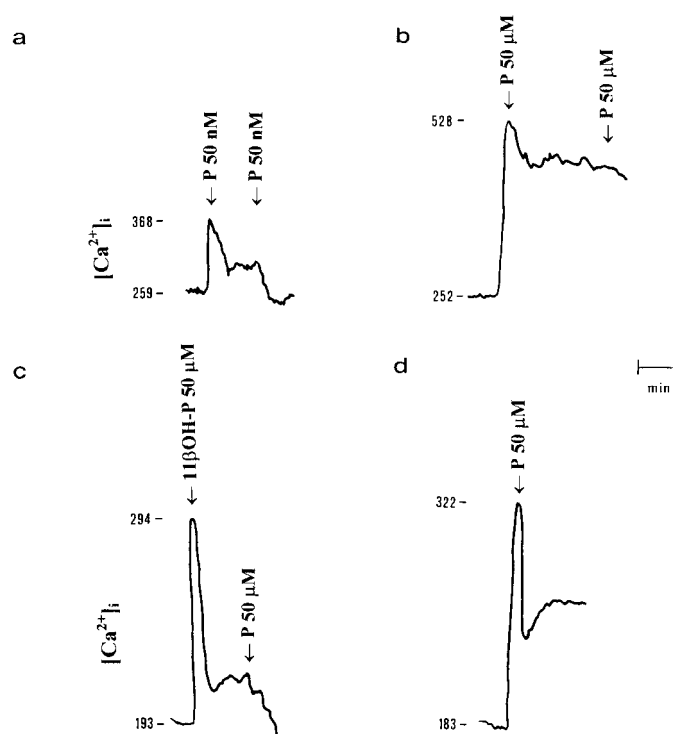 a
P 50 nM
P 50 nM
368
[Ca²⁺]i
259
b
P 50 µM
P 50 µM
528
252
c
11βOH-P 50 µM
294
P 50 µM
[Ca²⁺]i
193
d
min
P 50 µM
322
183